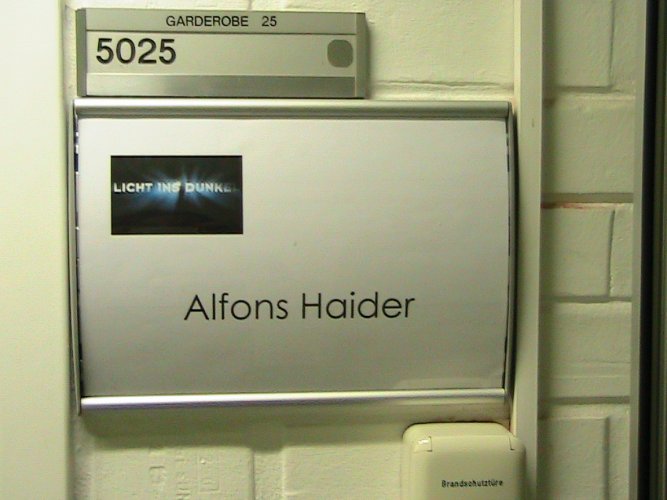 GARDEROBE 25
5025
LICHT INS DUNKEL
Alfons Haider
Brandschutztüre